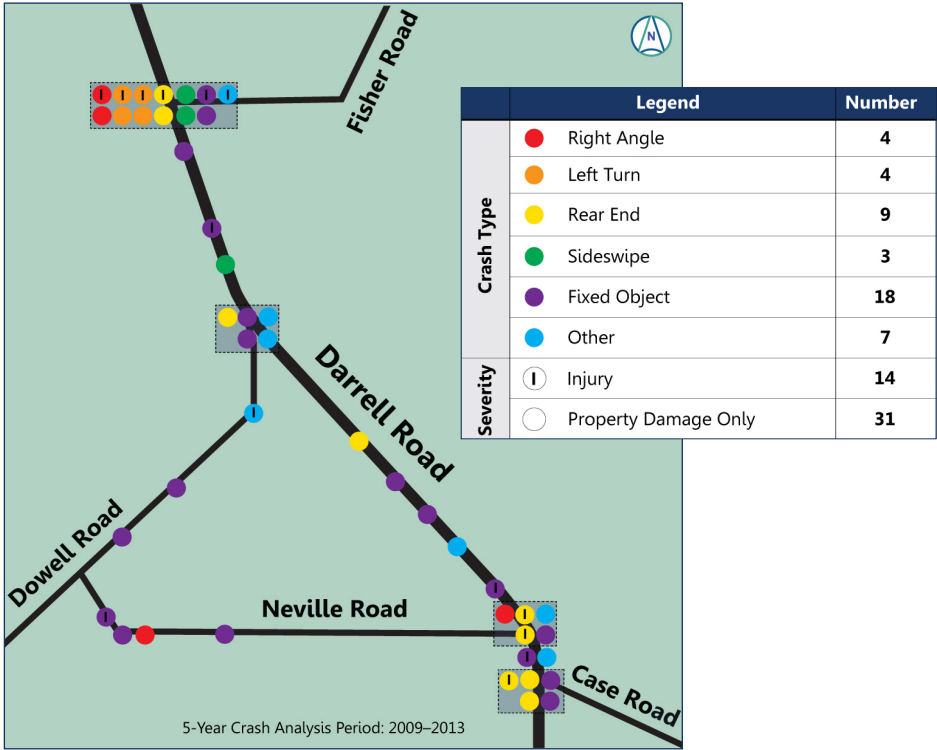 N
Fisher Road
Legend Number
Crash Type
Right Angle 4
Left Turn 4
Rear End 9
Sideswipe 3
Fixed Object 18
Other 7
Severity
I Injury 14
Property Damage Only 31
I I I I I I
I
Darrell Road
I
Dowell Road
I
I
Neville Road
I
I
I
I
Case Road
5-Year Crash Analysis Period: 2009–2013